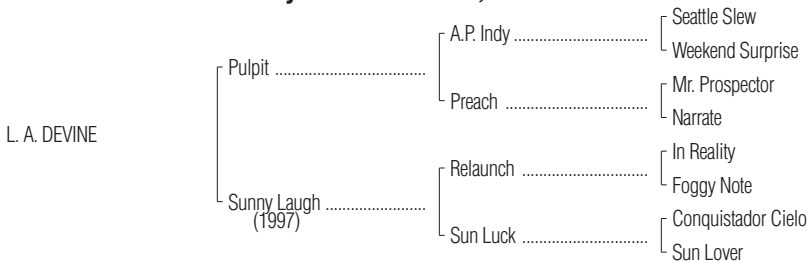 Seattle Slew
A.P. Indy ..................................
Weekend Surprise
Pulpit ......................................
Mr. Prospector
Preach ....................................
Narrate
L. A. DEVINE
In Reality
Relaunch ................................
Foggy Note
Sunny Laugh .........................
(1997)
Conquistador Cielo
Sun Luck .................................
Sun Lover